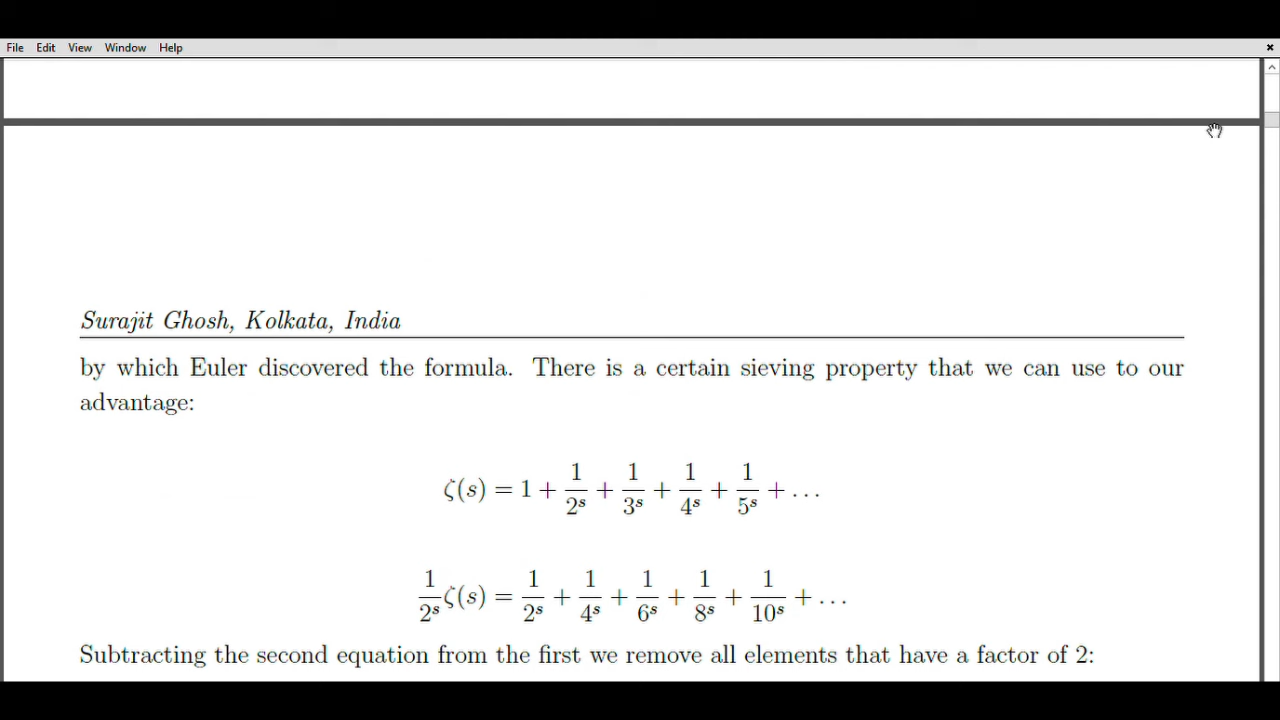 File Edit View Window Help
Surajit Ghosh, Kolkata, India
by which Euler discovered the formula. There is a certain sieving property that we can use to our
advantage:
ζ(s) = 1 + 1/2^s + 1/3^s + 1/4^s + 1/5^s + ...
1/2^s ζ(s) = 1/2^s + 1/4^s + 1/6^s + 1/8^s + 1/10^s + ...
Subtracting the second equation from the first we remove all elements that have a factor of 2: